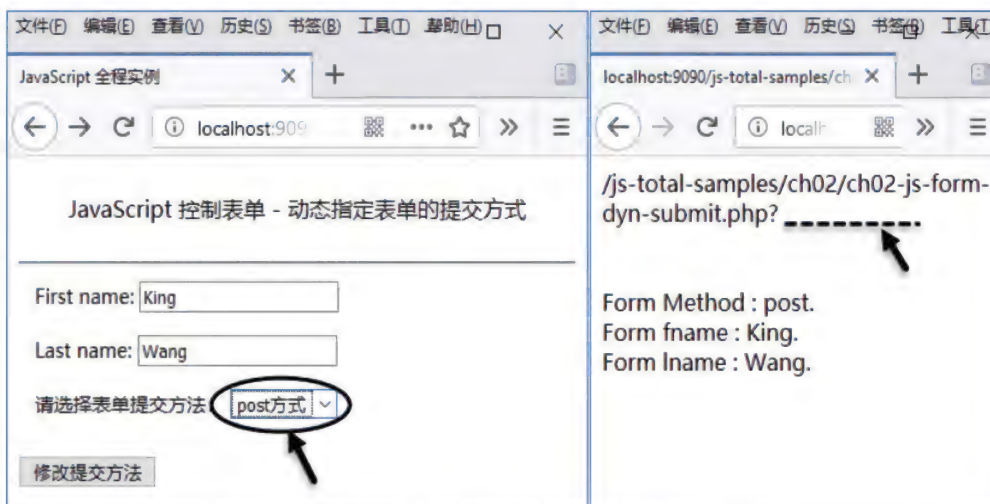 文件(F) 编辑(E) 查看(V) 历史(S) 书签(B) 工具(T) 帮助(H)
JavaScript 全程实例
localhost:909
JavaScript 控制表单 - 动态指定表单的提交方式
First name: King
Last name: Wang
请选择表单提交方法 post方式
修改提交方法
文件(F) 编辑(E) 查看(V) 历史(S) 书签(B) 工具(T)
localhost:9090/js-total-samples/ch
localh
/js-total-samples/ch02/ch02-js-form-
dyn-submit.php?
Form Method : post.
Form fname : King.
Form lname : Wang.